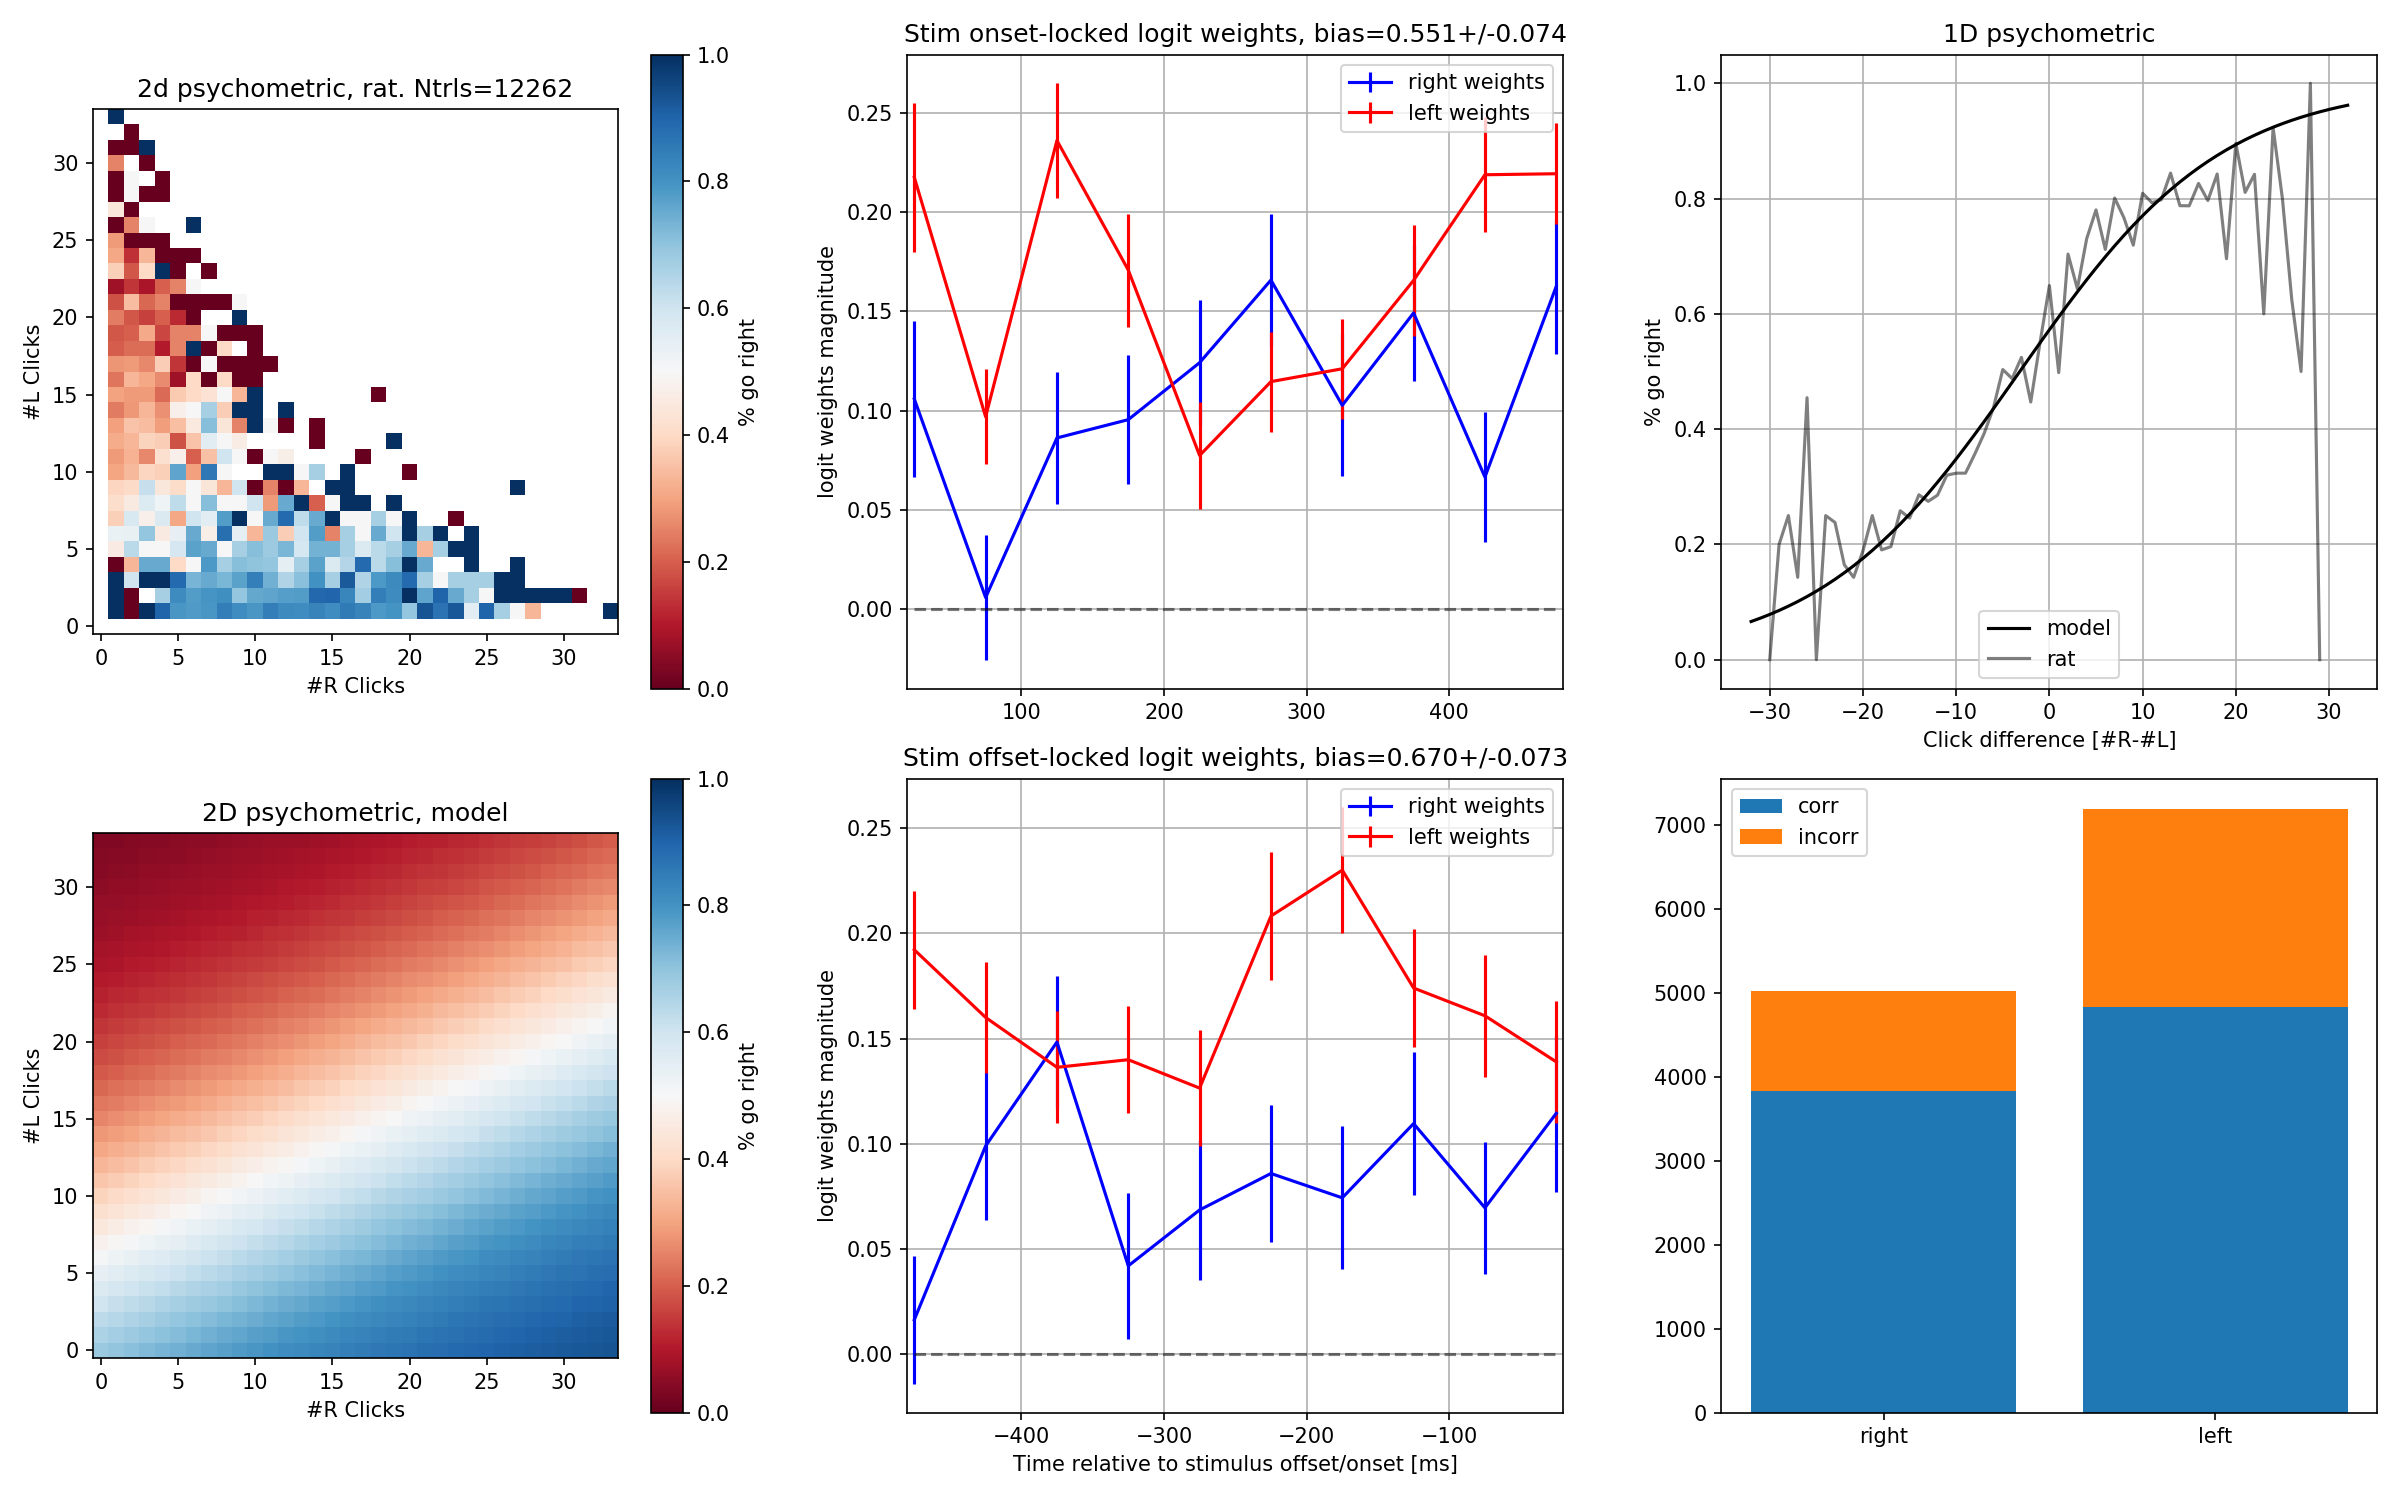 2d psychometric, rat. Ntrls=12262
#L Clicks
30
25
20
15
10
5
0
0 5 10 15 20 25 30
#R Clicks
1.0
0.8
0.6
0.4
0.2
0.0
% go right
Stim onset-locked logit weights, bias=0.551+/-0.074
right weights
left weights
logit weights magnitude
0.25
0.20
0.15
0.10
0.05
0.00
100 200 300 400
1D psychometric
% go right
1.0
0.8
0.6
0.4
0.2
0.0
model
rat
−30 −20 −10 0 10 20 30
Click difference [#R-#L]
2D psychometric, model
#L Clicks
30
25
20
15
10
5
0
0 5 10 15 20 25 30
#R Clicks
1.0
0.8
0.6
0.4
0.2
0.0
% go right
Stim offset-locked logit weights, bias=0.670+/-0.073
right weights
left weights
logit weights magnitude
0.25
0.20
0.15
0.10
0.05
0.00
−400 −300 −200 −100
Time relative to stimulus offset/onset [ms]
corr
incorr
7000
6000
5000
4000
3000
2000
1000
0
right left